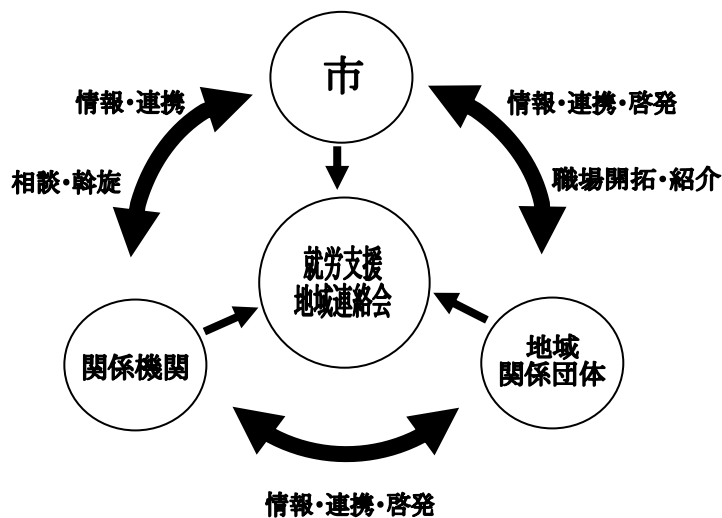 市
情報・連携
情報・連携・啓発
相談・斡旋
職場開拓・紹介
就労支援
地域連絡会
関係機関
地域
関係団体
情報・連携・啓発